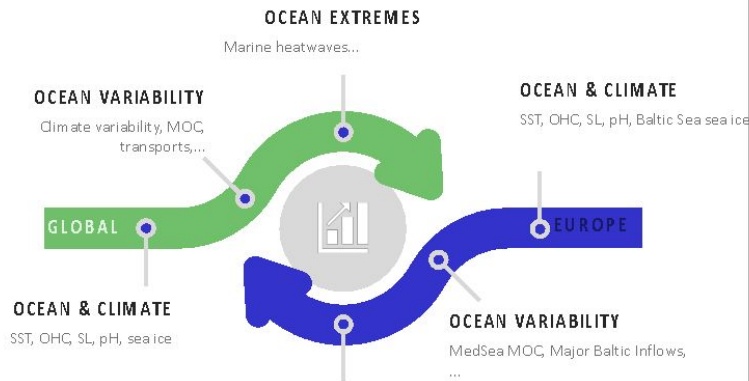 OCEAN EXTREMES
Marine heatwaves...
OCEAN VARIABILITY
Climate variability, MOC,
transports,...
OCEAN & CLIMATE
SST, OHC, SL, pH, Baltic Sea sea ice
GLOBAL
EUROPE
OCEAN & CLIMATE
SST, OHC, SL, pH, sea ice
OCEAN VARIABILITY
MedSea MOC, Major Baltic Inflows,
...